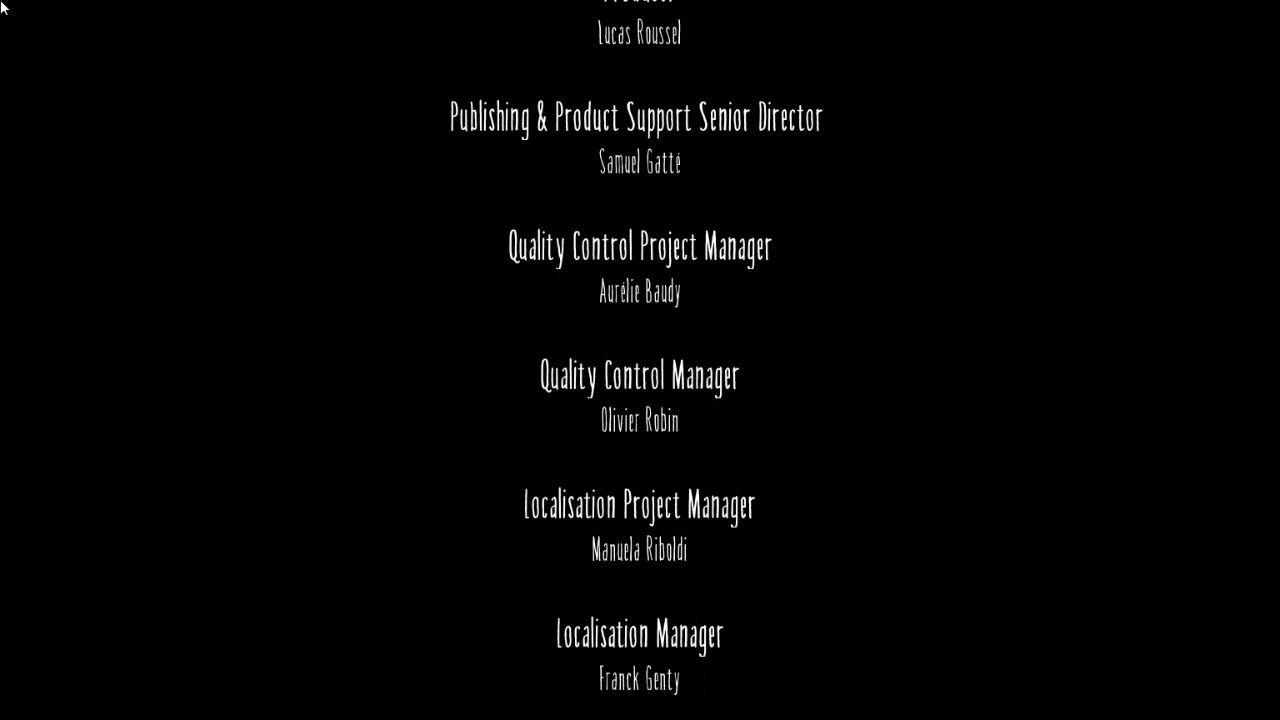 Producer
Lucas Roussel
Publishing & Product Support Senior Director
Samuel Gatté
Quality Control Project Manager
Aurélie Baudy
Quality Control Manager
Olivier Robin
Localisation Project Manager
Manuela Riboldi
Localisation Manager
Franck Genty